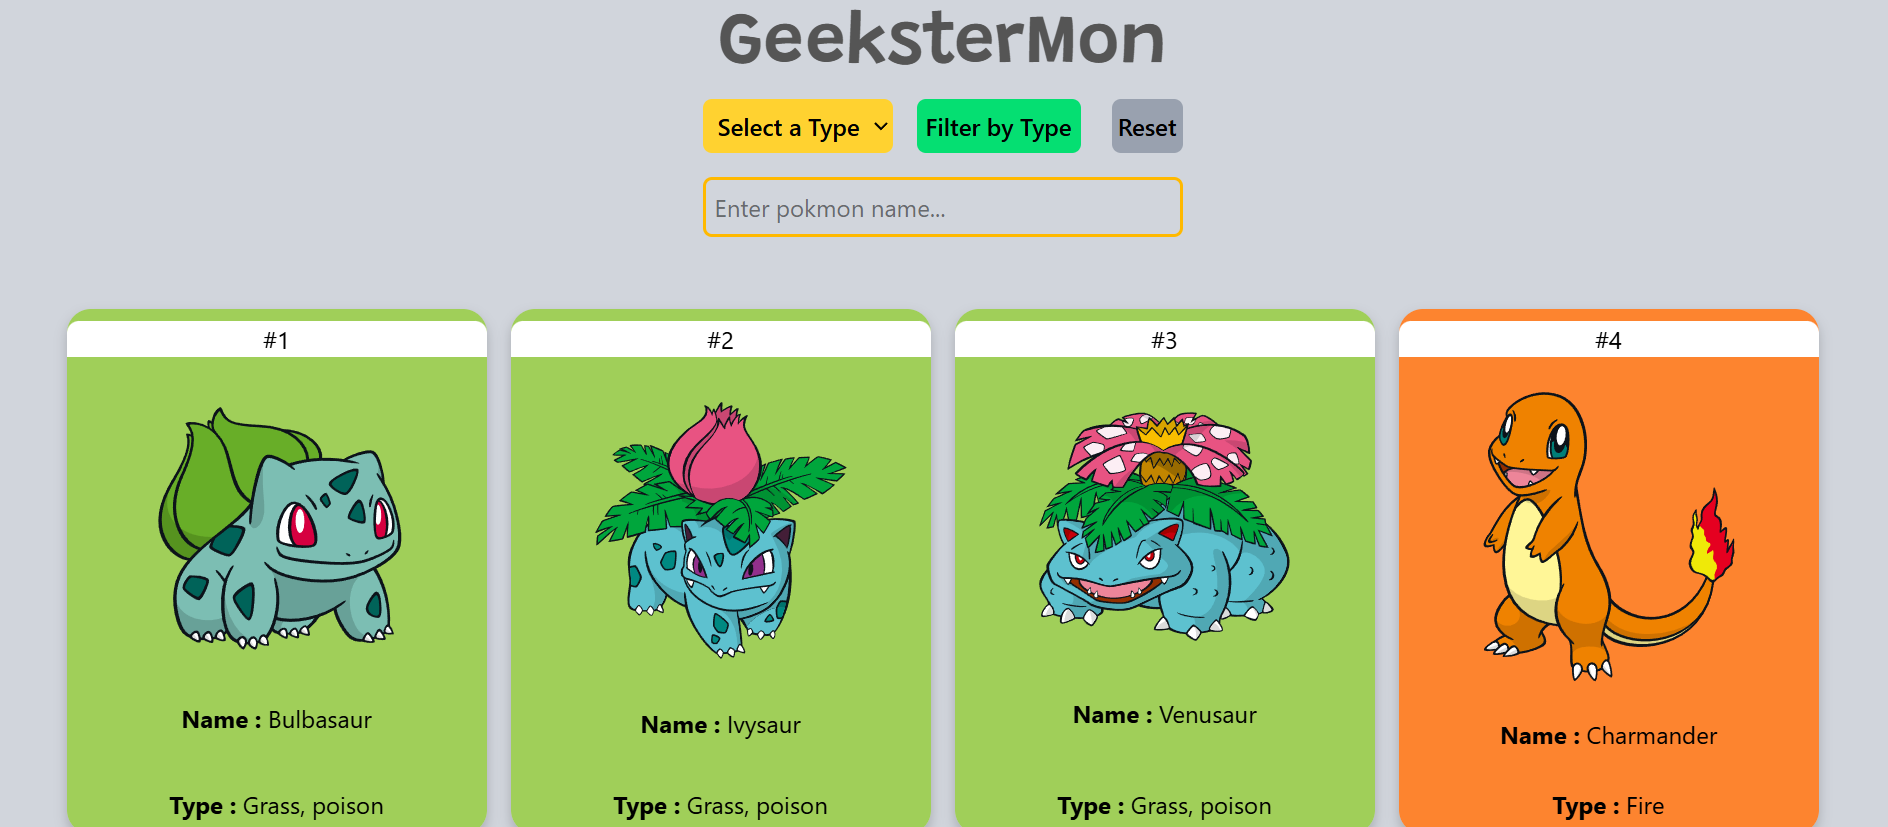 GeeksterMon
Select a Type Filter by Type Reset
Enter pokmon name...
#1 #2 #3 #4
Name : Bulbasaur Name : Ivysaur Name : Venusaur Name : Charmander
Type : Grass, poison Type : Grass, poison Type : Grass, poison Type : Fire